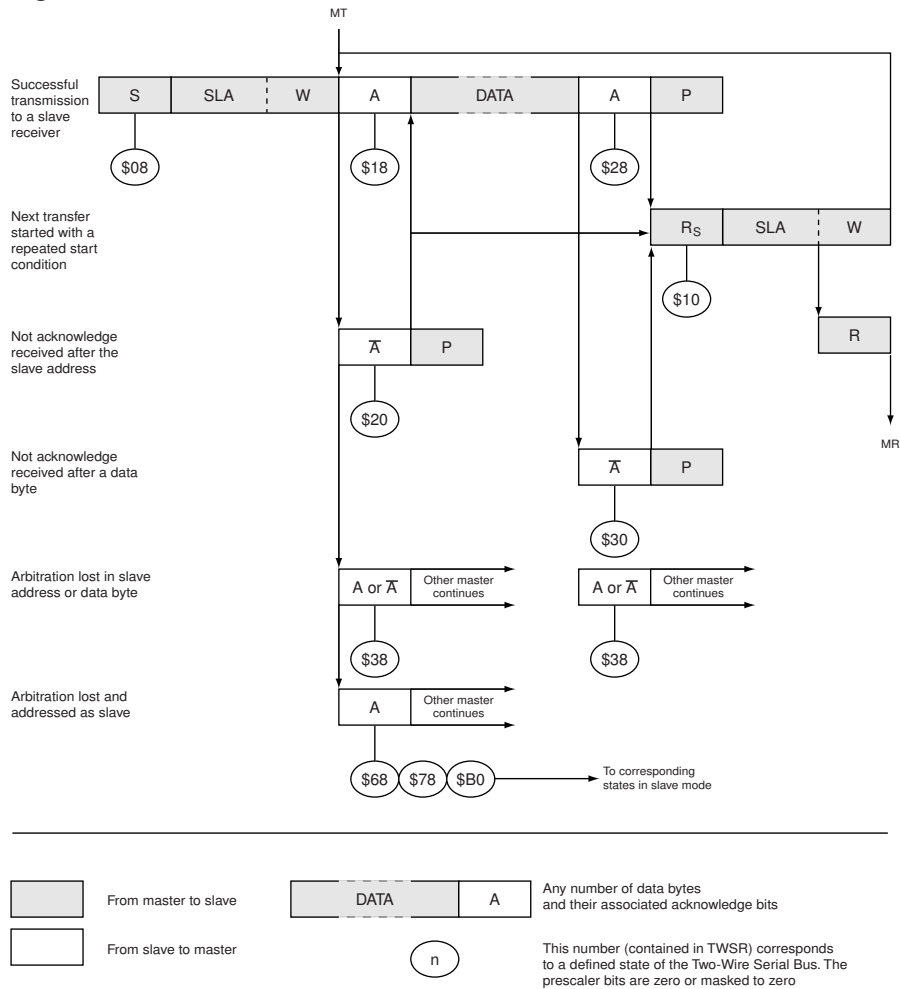 MT
Successful
transmission
to a slave
receiver
S
SLA
W
A
DATA
A
P
$08
$18
$28
Next transfer
started with a
repeated start
condition
RS
SLA
W
$10
Not acknowledge
received after the
slave address
A̅
P
R
$20
MR
Not acknowledge
received after a data
byte
A̅
P
$30
Arbitration lost in slave
address or data byte
A or A̅
Other master
continues
A or A̅
Other master
continues
$38
$38
Arbitration lost and
addressed as slave
A
Other master
continues
$68
$78
$B0
To corresponding
states in slave mode
From master to slave
DATA
A
Any number of data bytes
and their associated acknowledge bits
From slave to master
n
This number (contained in TWSR) corresponds
to a defined state of the Two-Wire Serial Bus. The
prescaler bits are zero or masked to zero